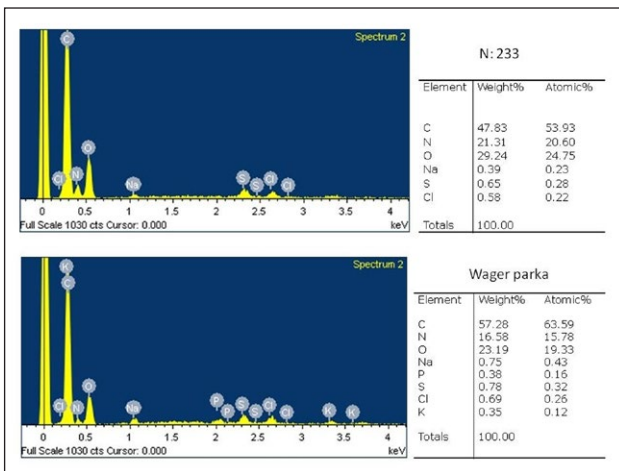 Spectrum 2
C
O
Cl N Na S S Cl Cl
0 0.5 1 1.5 2 2.5 3 3.5 4
Full Scale 1030 cts Cursor: 0.000 keV
N: 233
Element Weight% Atomic%
C 47.83 53.93
N 21.31 20.60
O 29.24 24.75
Na 0.39 0.23
S 0.65 0.28
Cl 0.58 0.22
Totals 100.00
Spectrum 2
K
C
O
Cl N Na P P S S Cl Cl K K
0 0.5 1 1.5 2 2.5 3 3.5 4
Full Scale 1030 cts Cursor: 0.000 keV
Wager parka
Element Weight% Atomic%
C 57.28 63.59
N 16.58 15.78
O 23.19 19.33
Na 0.75 0.43
P 0.38 0.16
S 0.78 0.32
Cl 0.69 0.26
K 0.35 0.12
Totals 100.00